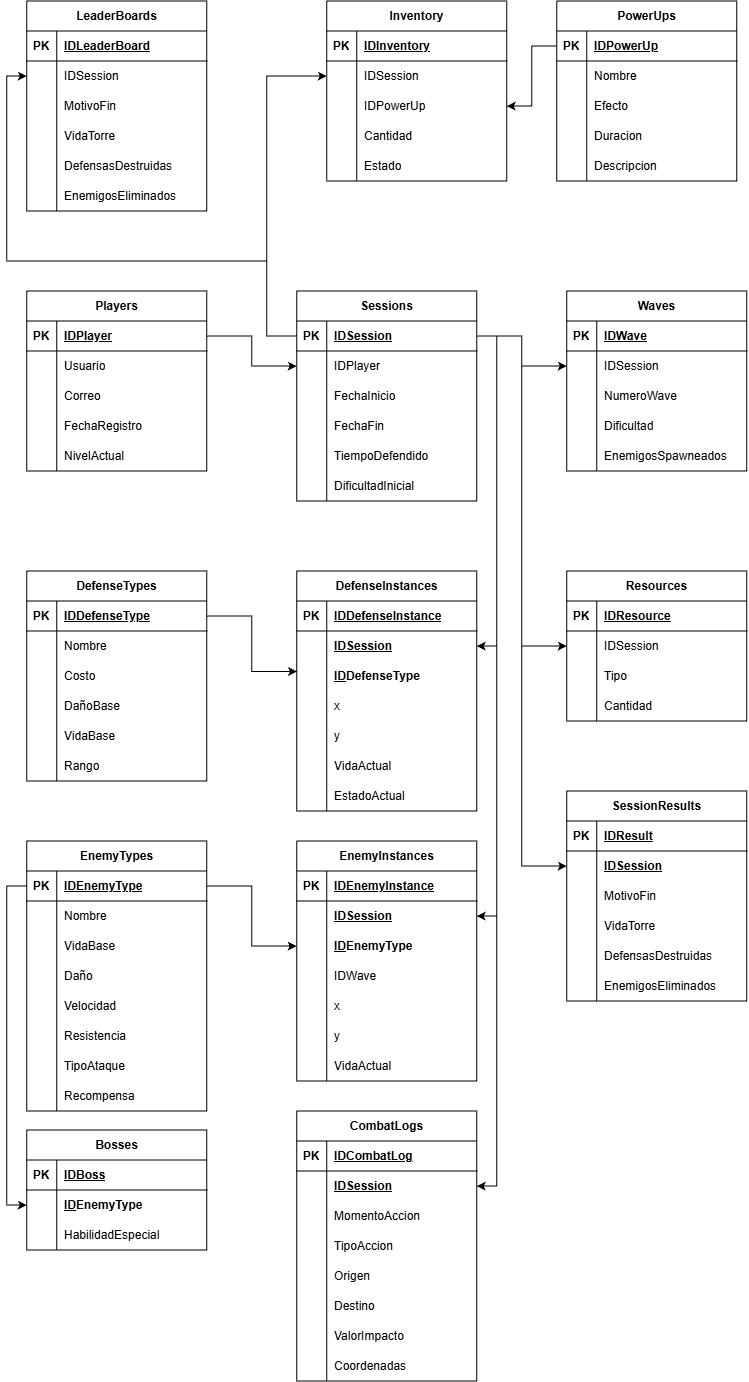 LeaderBoards
PK IDLeaderBoard
IDSession
MotivoFin
VidaTorre
DefensasDestruidas
EnemigosEliminados
Inventory
PK IDInventory
IDSession
IDPowerUp
Cantidad
Estado
PowerUps
PK IDPowerUp
Nombre
Efecto
Duracion
Descripcion
Players
PK IDPlayer
Usuario
Correo
FechaRegistro
NivelActual
Sessions
PK IDSession
IDPlayer
FechaInicio
FechaFin
TiempoDefendido
DificultadInicial
Waves
PK IDWave
IDSession
NumeroWave
Dificultad
EnemigosSpawneados
DefenseTypes
PK IDDefenseType
Nombre
Costo
DañoBase
VidaBase
Rango
DefenseInstances
PK IDDefenseInstance
IDSession
IDDefenseType
x
y
VidaActual
EstadoActual
Resources
PK IDResource
IDSession
Tipo
Cantidad
SessionResults
PK IDResult
IDSession
MotivoFin
VidaTorre
DefensasDestruidas
EnemigosEliminados
EnemyTypes
PK IDEnemyType
Nombre
VidaBase
Daño
Velocidad
Resistencia
TipoAtaque
Recompensa
EnemyInstances
PK IDEnemyInstance
IDSession
IDEnemyType
IDWave
x
y
VidaActual
Bosses
PK IDBoss
IDEnemyType
HabilidadEspecial
CombatLogs
PK IDCombatLog
IDSession
MomentoAccion
TipoAccion
Origen
Destino
ValorImpacto
Coordenadas